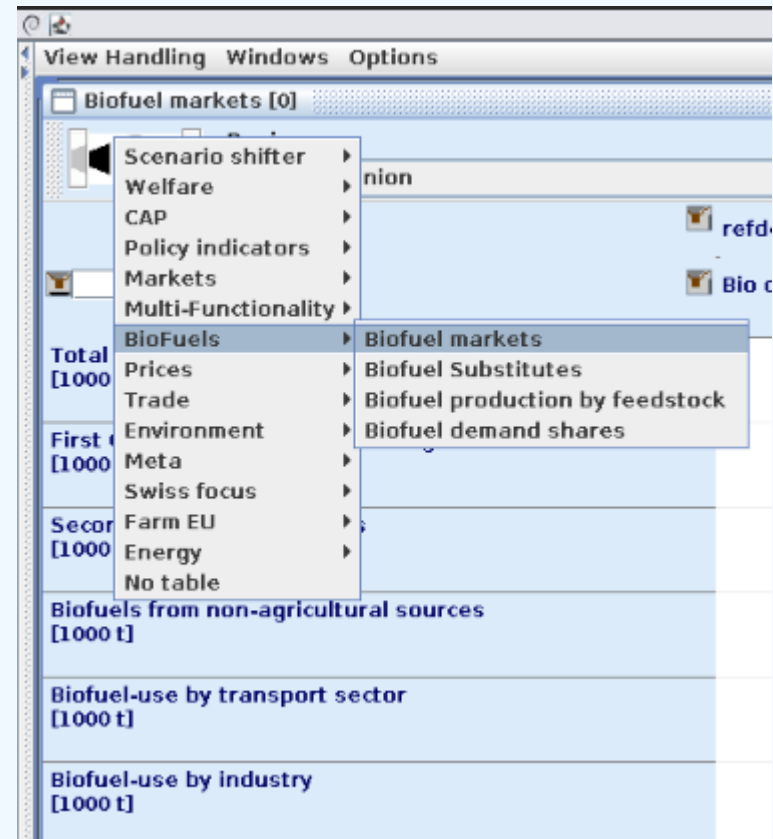 View Handling Windows Options
Biofuel markets [0]
Scenario shifter
nion
Welfare
CAP
Policy indicators
refd
Markets
Bio
Multi-Functionality
BioFuels
Biofuel markets
Total
[1000
Prices
Biofuel Substitutes
Trade
Biofuel production by feedstock
Environment
Biofuel demand shares
First
[1000
Meta
Swiss focus
Secor
[1000
Farm EU
Energy
No table
Biofuels from non-agricultural sources
[1000 t]
Biofuel-use by transport sector
[1000 t]
Biofuel-use by industry
[1000 t]